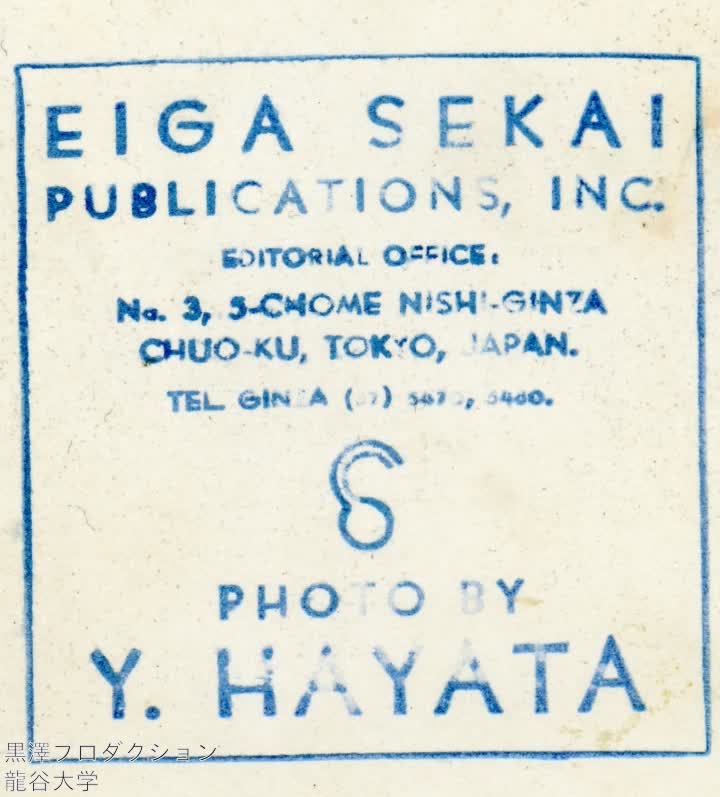 EIGA SEKAI
PUBLICATIONS, INC.
EDITORIAL OFFICE:
No. 3, 5-CHOME NISHI-GINZA
CHUO-KU, TOKYO, JAPAN.
TEL. GINZA
PHOTO BY
Y. HAYATA
黒澤プロダクション
龍谷大学